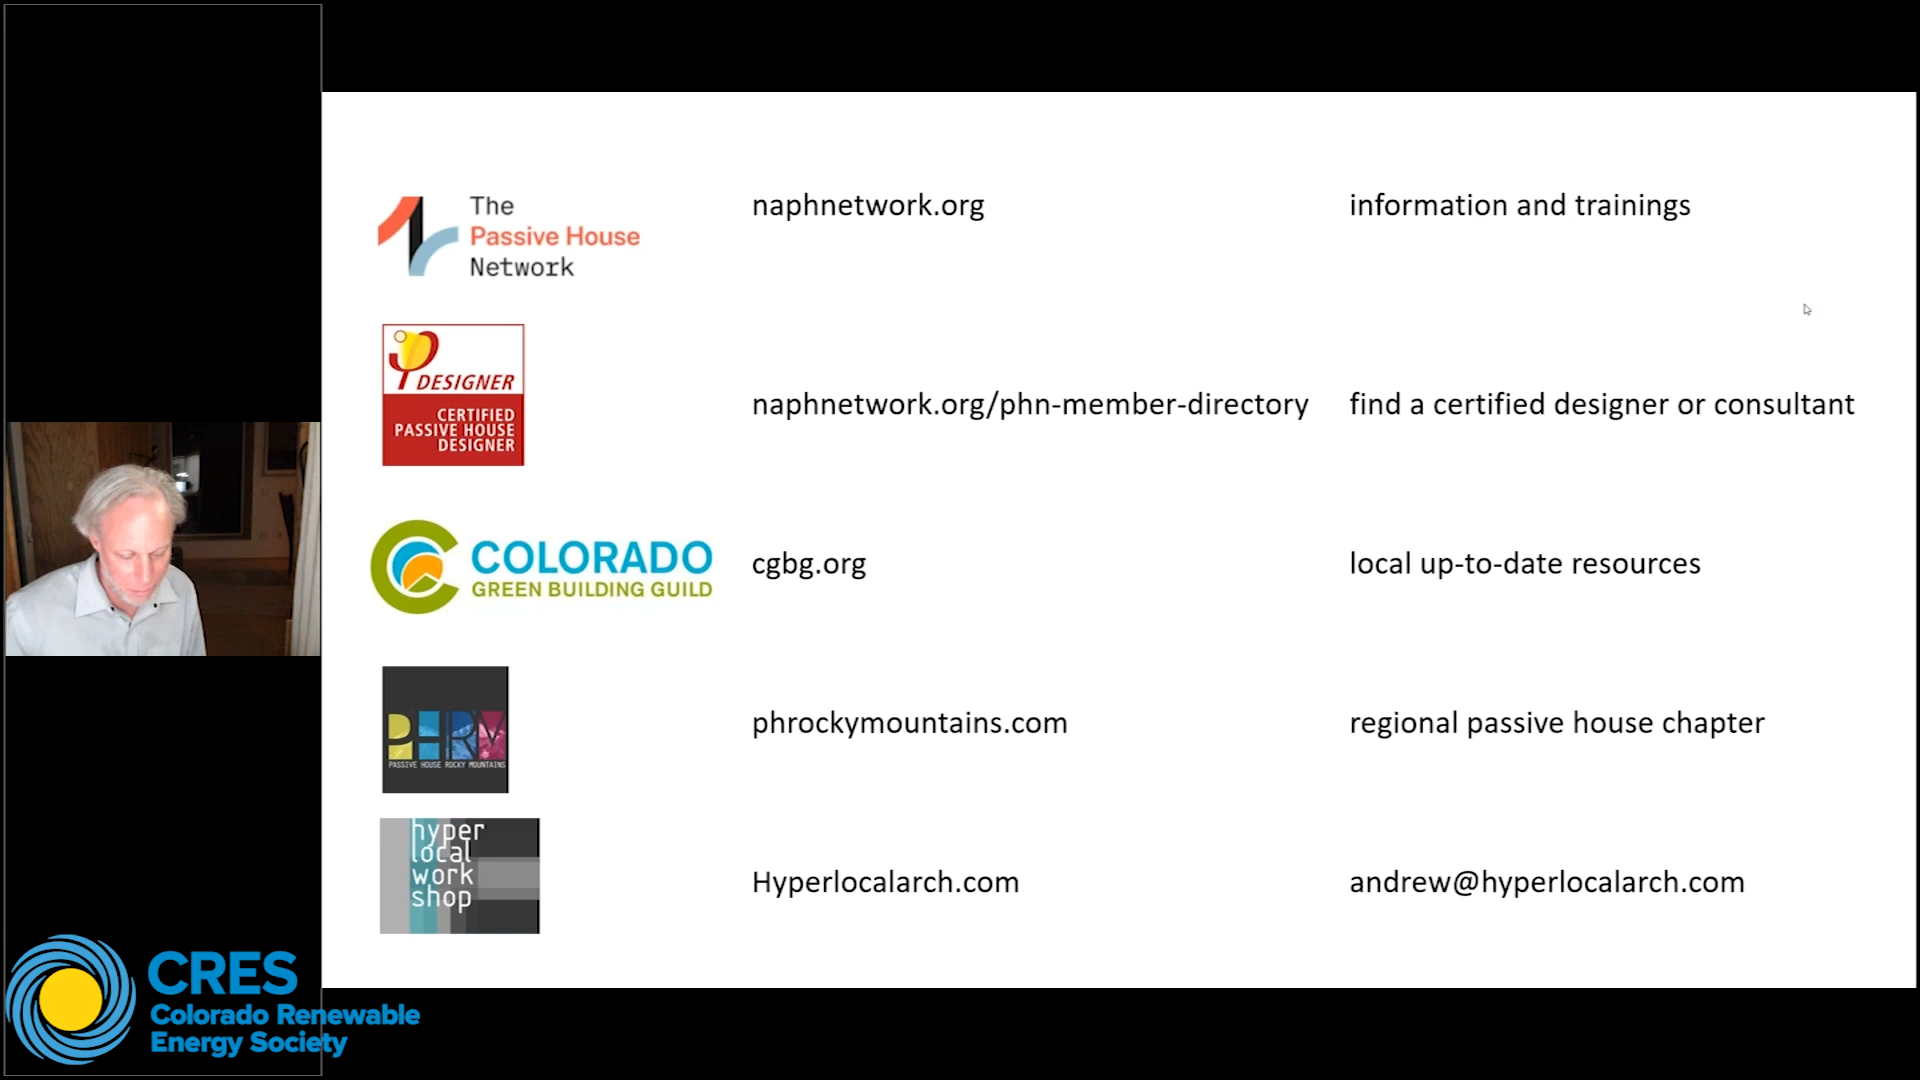 The
Passive House
Network
naphnetwork.org
information and trainings
DESIGNER
CERTIFIED
PASSIVE HOUSE
DESIGNER
naphnetwork.org/phn-member-directory
find a certified designer or consultant
COLORADO
GREEN BUILDING GUILD
cgbg.org
local up-to-date resources
PHRM
PASSIVE HOUSE ROCKY MOUNTAINS
phrockymountains.com
regional passive house chapter
hyper
local
work
shop
Hyperlocalarch.com
andrew@hyperlocalarch.com
CRES
Colorado Renewable
Energy Society